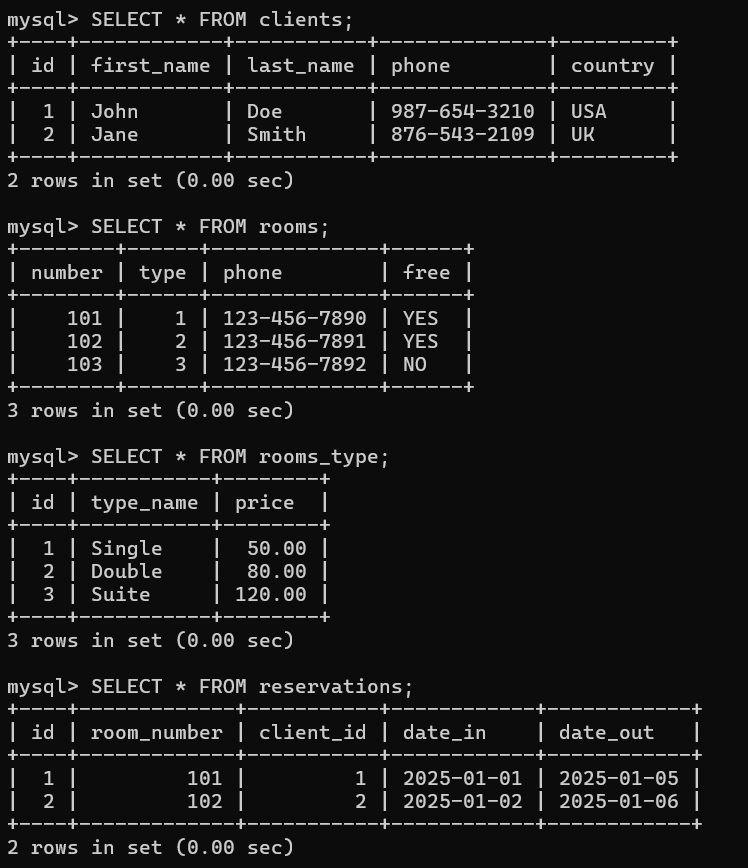 mysql> SELECT * FROM clients;
+----+------------+-----------+--------------+---------+
| id | first_name | last_name | phone        | country |
+----+------------+-----------+--------------+---------+
|  1 | John       | Doe       | 987-654-3210 | USA     |
|  2 | Jane       | Smith     | 876-543-2109 | UK      |
+----+------------+-----------+--------------+---------+
2 rows in set (0.00 sec)

mysql> SELECT * FROM rooms;
+--------+------+--------------+------+
| number | type | phone        | free |
+--------+------+--------------+------+
|    101 |    1 | 123-456-7890 | YES  |
|    102 |    2 | 123-456-7891 | YES  |
|    103 |    3 | 123-456-7892 | NO   |
+--------+------+--------------+------+
3 rows in set (0.00 sec)

mysql> SELECT * FROM rooms_type;
+----+-----------+--------+
| id | type_name | price  |
+----+-----------+--------+
|  1 | Single    |  50.00 |
|  2 | Double    |  80.00 |
|  3 | Suite     | 120.00 |
+----+-----------+--------+
3 rows in set (0.00 sec)

mysql> SELECT * FROM reservations;
+----+-------------+-----------+------------+------------+
| id | room_number | client_id | date_in    | date_out   |
+----+-------------+-----------+------------+------------+
|  1 |         101 |         1 | 2025-01-01 | 2025-01-05 |
|  2 |         102 |         2 | 2025-01-02 | 2025-01-06 |
+----+-------------+-----------+------------+------------+
2 rows in set (0.00 sec)